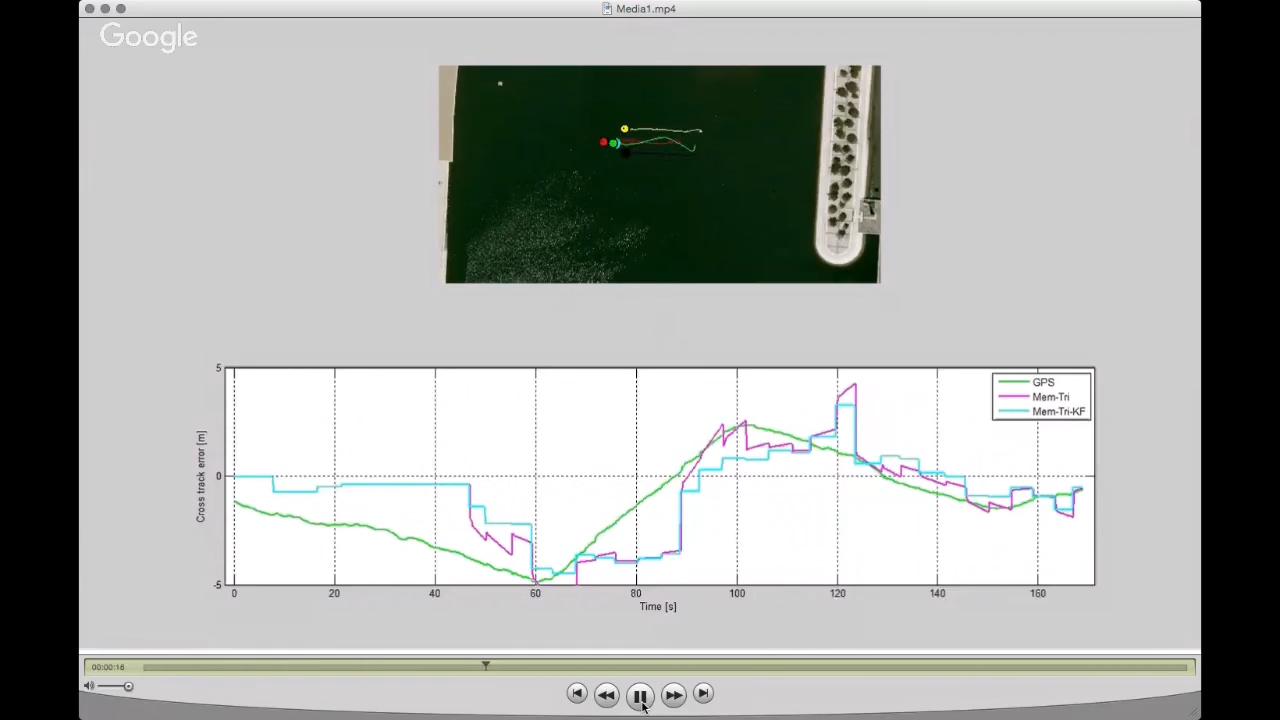 Media1.mp4
Google
5
0
-5
Cross track error [m]
GPS
Mem-Tri
Mem-Tri-KF
0 20 40 60 80 100 120 140 160
Time [s]
00:00:16